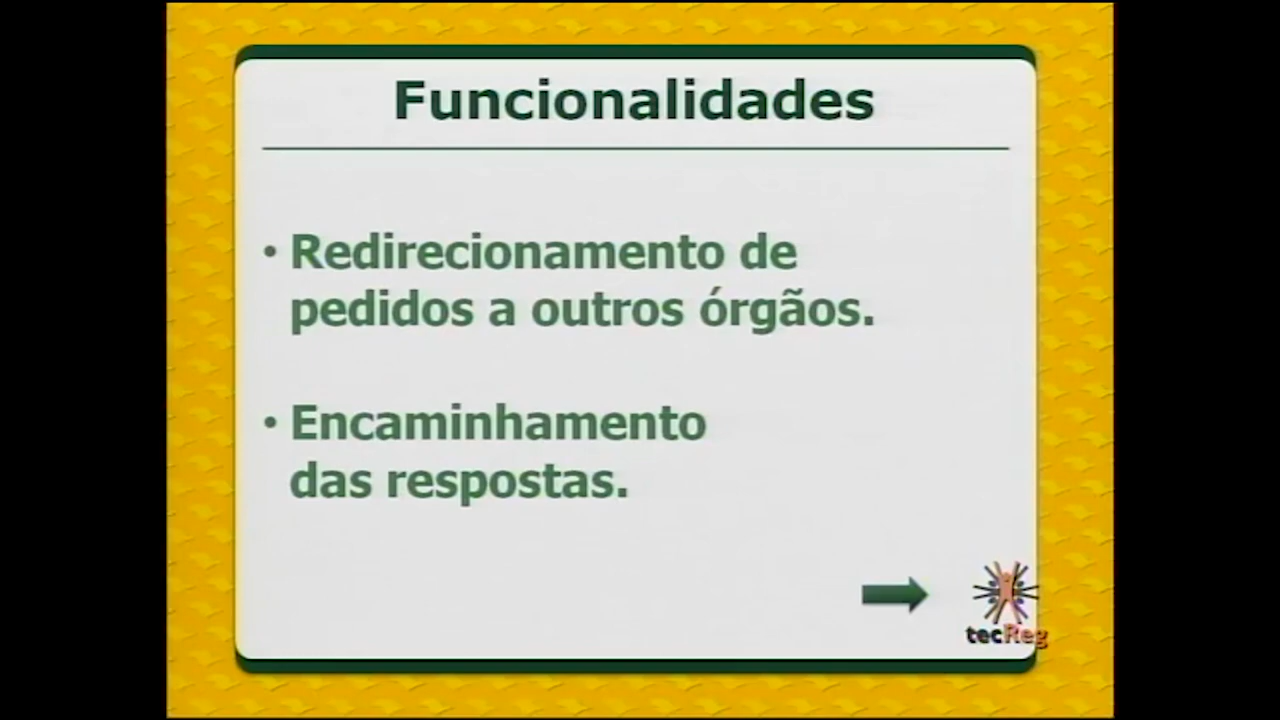 Funcionalidades
• Redirecionamento de
pedidos a outros órgãos.
• Encaminhamento
das respostas.
tecReg